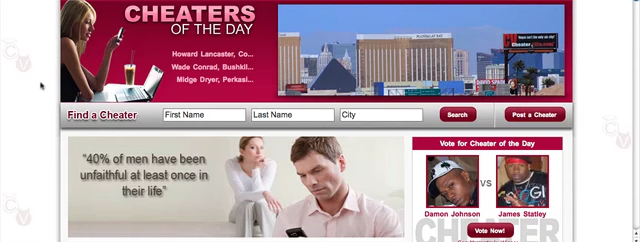 CHEATERS
OF THE DAY
Howard Lancaster, Co...
Wade Conrad, Bushkil...
Midge Dryer, Perkasi...
Find a Cheater
First Name
Last Name
City
Search
Post a Cheater
"40% of men have been
unfaithful at least once in
their life"
Vote for Cheater of the Day
VS
Damon Johnson
James Statley
CHEATER
Vote Now!